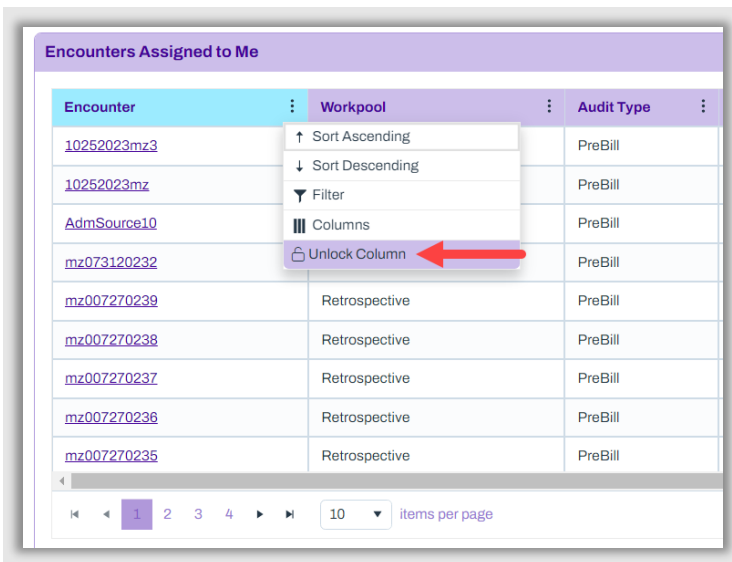 Encounters Assigned to Me
Encounter Workpool Audit Type
10252023mz3 PreBill
Sort Ascending
Sort Descending
Filter
Columns
Unlock Column
10252023mz PreBill
AdmSource10 PreBill
mz073120232 PreBill
mz007270239 Retrospective PreBill
mz007270238 Retrospective PreBill
mz007270237 Retrospective PreBill
mz007270236 Retrospective PreBill
mz007270235 Retrospective PreBill
1 2 3 4 10 items per page